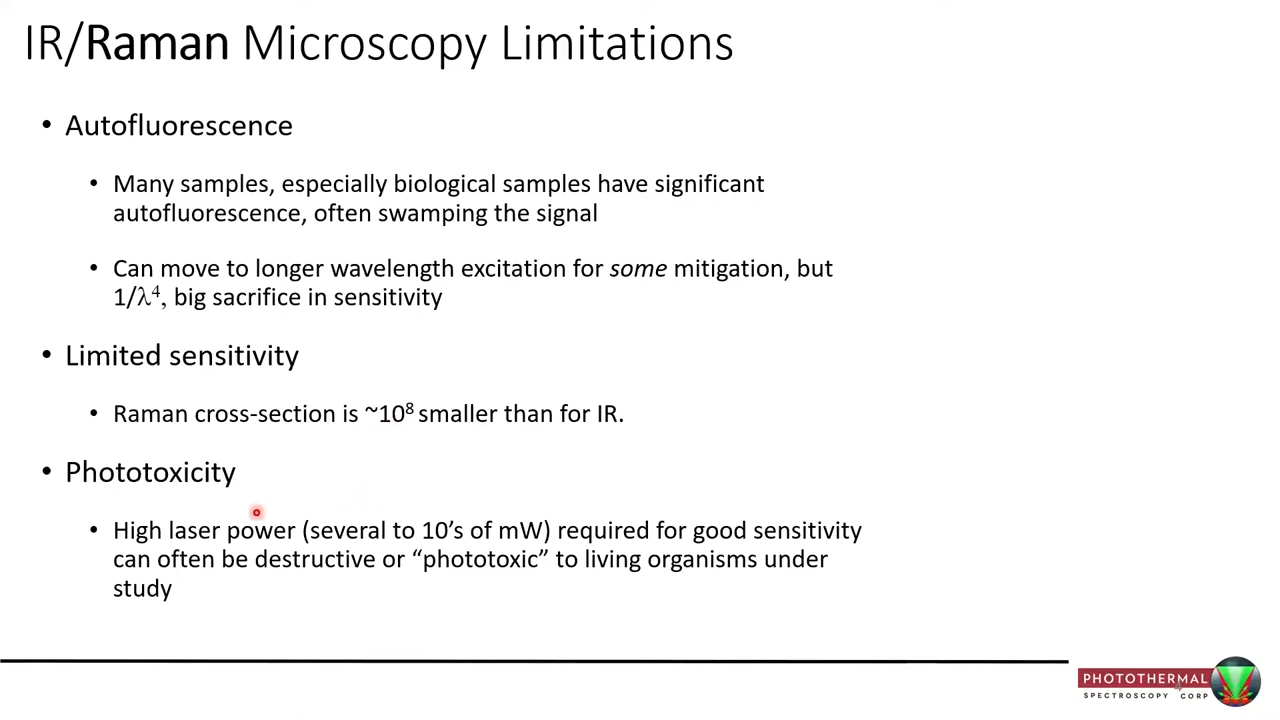 IR/Raman Microscopy Limitations
• Autofluorescence
• Many samples, especially biological samples have significant
autofluorescence, often swamping the signal
• Can move to longer wavelength excitation for some mitigation, but
1/λ⁴, big sacrifice in sensitivity
• Limited sensitivity
• Raman cross-section is ~10⁸ smaller than for IR.
• Phototoxicity
• High laser power (several to 10’s of mW) required for good sensitivity
can often be destructive or “phototoxic” to living organisms under
study
PHOTOTHERMAL
SPECTROSCOPY CORP
4